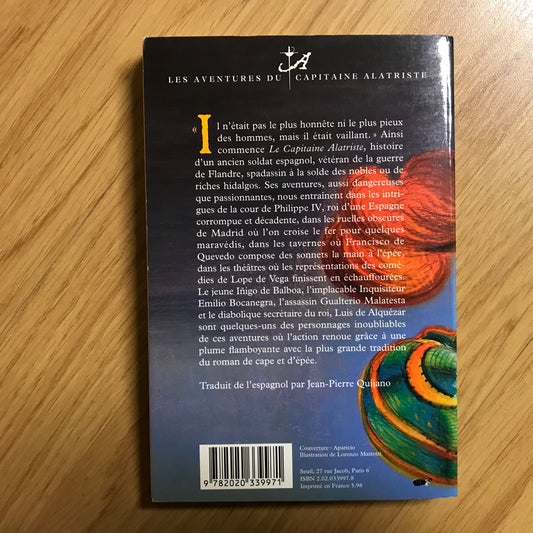 LES AVENTURES DU CAPITAINE ALATRISTE
« Il n'était pas le plus honnête ni le plus pieux
des hommes, mais il était vaillant. » Ainsi
commence Le Capitaine Alatriste, histoire
d'un ancien soldat espagnol, vétéran de la guerre
de Flandre, spadassin à la solde des nobles ou de
riches hidalgos. Ses aventures, aussi dangereuses
que passionnantes, nous entraînent dans les intri-
gues de la cour de Philippe IV, roi d'une Espagne
corrompue et décadente, dans les ruelles obscures
de Madrid où l'on croise le fer pour quelques
maravédis, dans les tavernes où Francisco de
Quevedo compose des sonnets la main à l'épée,
dans les théâtres où les représentations des comé-
dies de Lope de Vega finissent en échauffourées.
Le jeune Iñigo de Balboa, l'implacable Inquisiteur
Emilio Bocanegra, l'assassin Gualterio Malatesta
et le diabolique secrétaire du roi, Luis de Alquézar
sont quelques-uns des personnages inoubliables
de ces aventures où l'action renoue grâce à une
plume flamboyante avec la plus grande tradition
du roman de cape et d'épée.
Traduit de l'espagnol par Jean-Pierre Quijano
Couverture : Aparicio
Illustration de Lorenzo Mattotti
Seuil, 27 rue Jacob, Paris 6
ISBN 2.02.033997.8
Imprimé en France 5.98
9 782020 339971